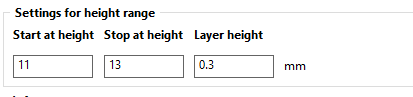 Settings for height range
Start at height Stop at height Layer height
11 13 0.3 mm